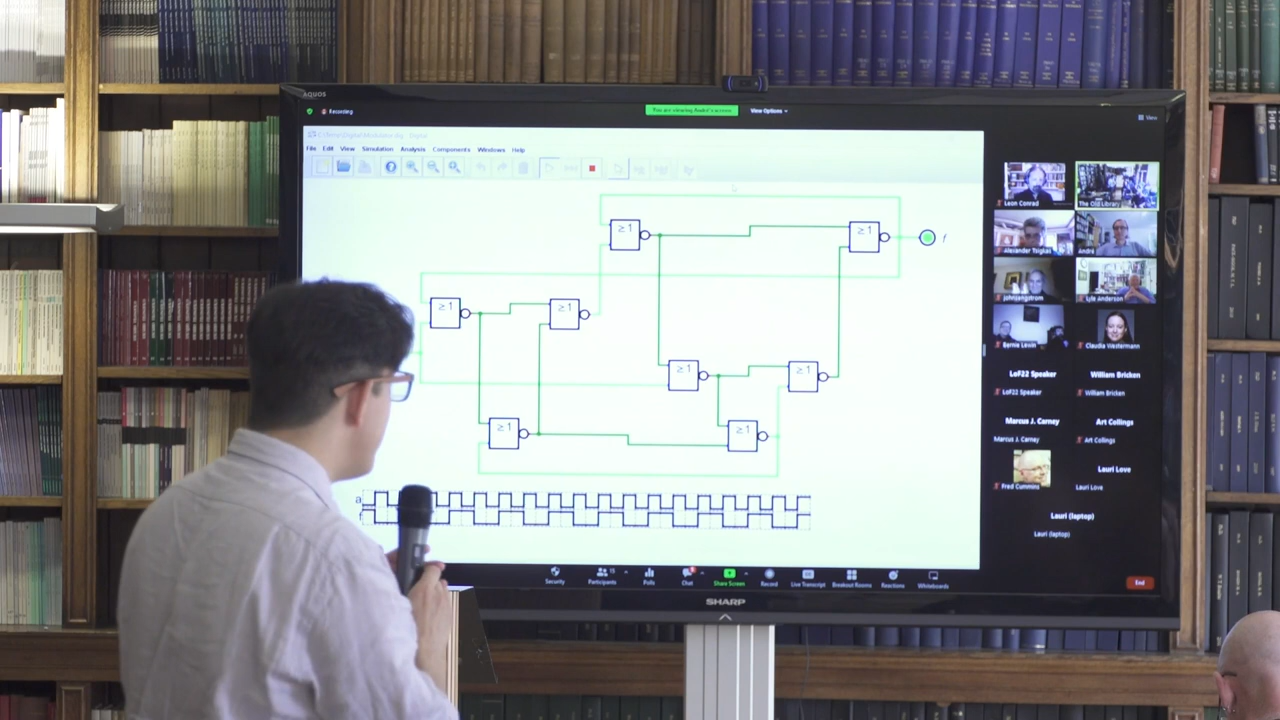 AQUOS
Recording
You are viewing André's screen
View Options
View
File Edit View Simulation Analysis Components Windows Help
≥1
≥1
≥1
≥1
≥1
≥1
≥1
≥1
f
a
f
Leon Conrad
The Old Library
Alexander Tsigkas
André
johnlangstrom
Lyle Anderson
Bernie Lewin
Claudia Westermann
LoF22 Speaker
William Bricken
LoF22 Speaker
William Bricken
Marcus J. Carney
Art Collings
Marcus J. Carney
Art Collings
Lauri Love
Fred Cummins
Lauri Love
Lauri (laptop)
Lauri (laptop)
Security
Participants
15
Polls
Chat
Share Screen
Record
Live Transcript
Breakout Rooms
Reactions
Whiteboards
End
SHARP